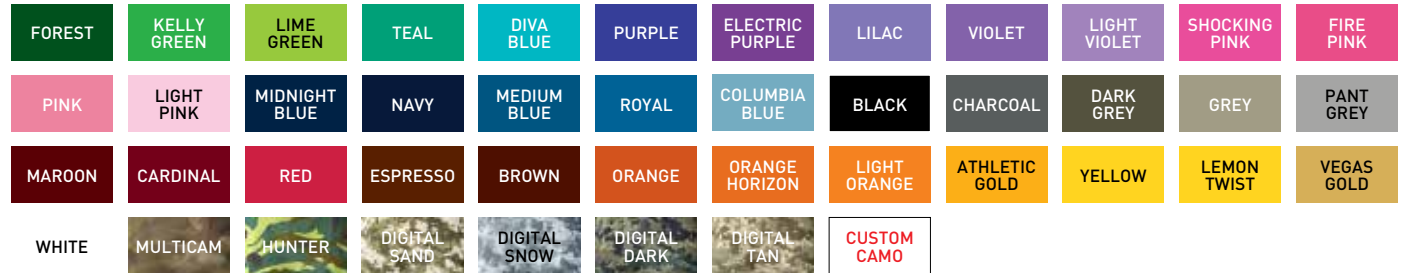 FOREST
KELLY
GREEN
LIME
GREEN
TEAL
DIVA
BLUE
PURPLE
ELECTRIC
PURPLE
LILAC
VIOLET
LIGHT
VIOLET
SHOCKING
PINK
FIRE
PINK
PINK
LIGHT
PINK
MIDNIGHT
BLUE
NAVY
MEDIUM
BLUE
ROYAL
COLUMBIA
BLUE
BLACK
CHARCOAL
DARK
GREY
GREY
PANT
GREY
MAROON
CARDINAL
RED
ESPRESSO
BROWN
ORANGE
ORANGE
HORIZON
LIGHT
ORANGE
ATHLETIC
GOLD
YELLOW
LEMON
TWIST
VEGAS
GOLD
WHITE
MULTICAM
HUNTER
DIGITAL
SAND
DIGITAL
SNOW
DIGITAL
DARK
DIGITAL
TAN
CUSTOM
CAMO